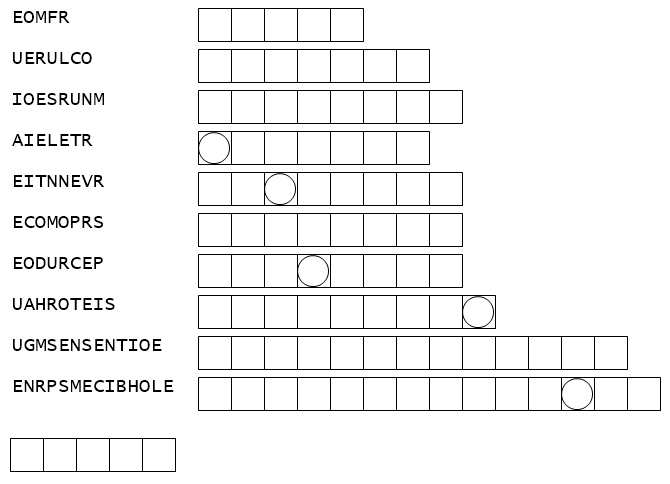 EOMFR
UERULCO
IOESRUNM
AIELETR
EITNNEVR
ECOMOPRS
EODURCEP
UAHROTEIS
UGMSENSENTIOE
ENRPSMECIBHOLE